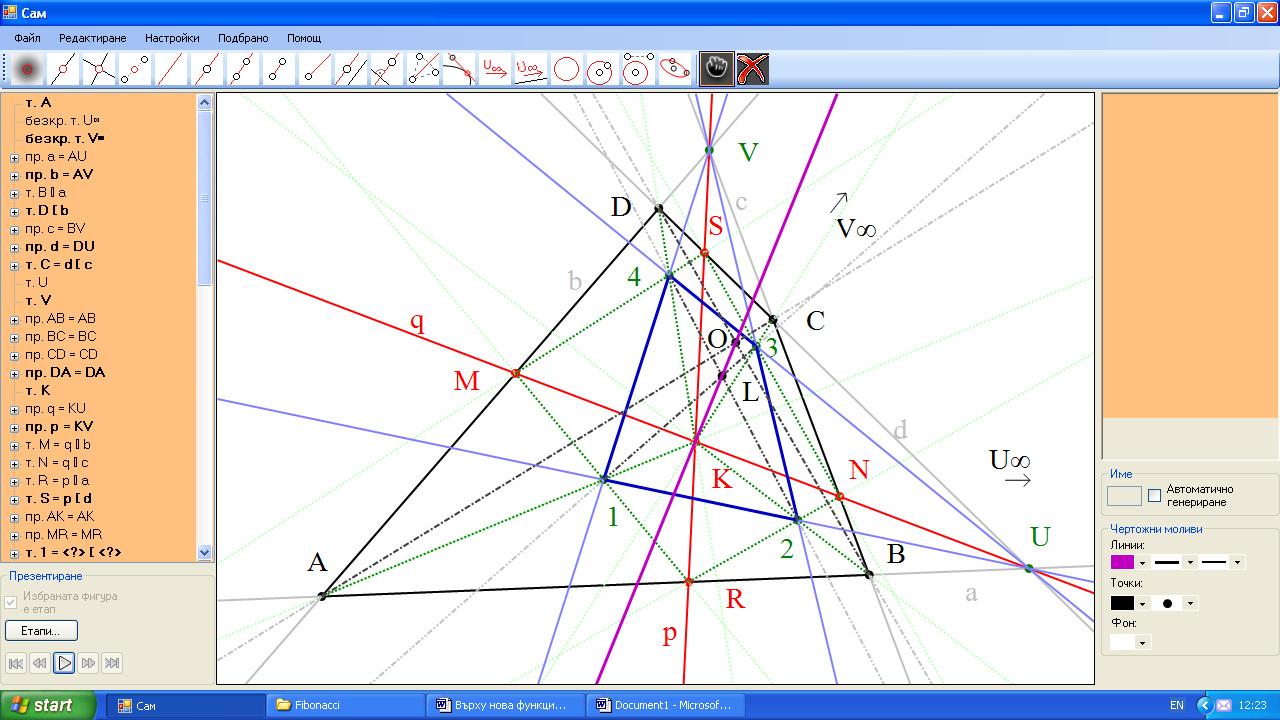 Сам
Файл Редактиране Настройки Подбрано Помощ
U∞ U∞
т. A
безкр. т. U∞
безкр. т. V∞
пр. a = AU
пр. b = AV
т. B [ a
т. D [ b
пр. c = BV
пр. d = DU
т. C = d [ c
т. U
т. V
пр. AB = AB
пр. BC = BC
пр. CD = CD
пр. DA = DA
т. K
пр. q = KU
пр. p = KV
т. M = q [ b
т. N = q [ c
т. R = p [ a
т. S = p [ d
пр. AK = AK
пр. MR = MR
т. 1 = <?> [ <?>
Презентиране
Избраната фигура
е етап
Етапи...
V
D
c
S
V∞
4
b
q
C
O
3
M
L
d
U∞
N
K
1
U
2
A
B
R
a
p
Име
Автоматично
генериране
Чертожни моливи
Линии:
Точки:
Фон:
start
Сам
Fibonacci
Върху нова функци...
Document1 - Microsof...
EN
12:23